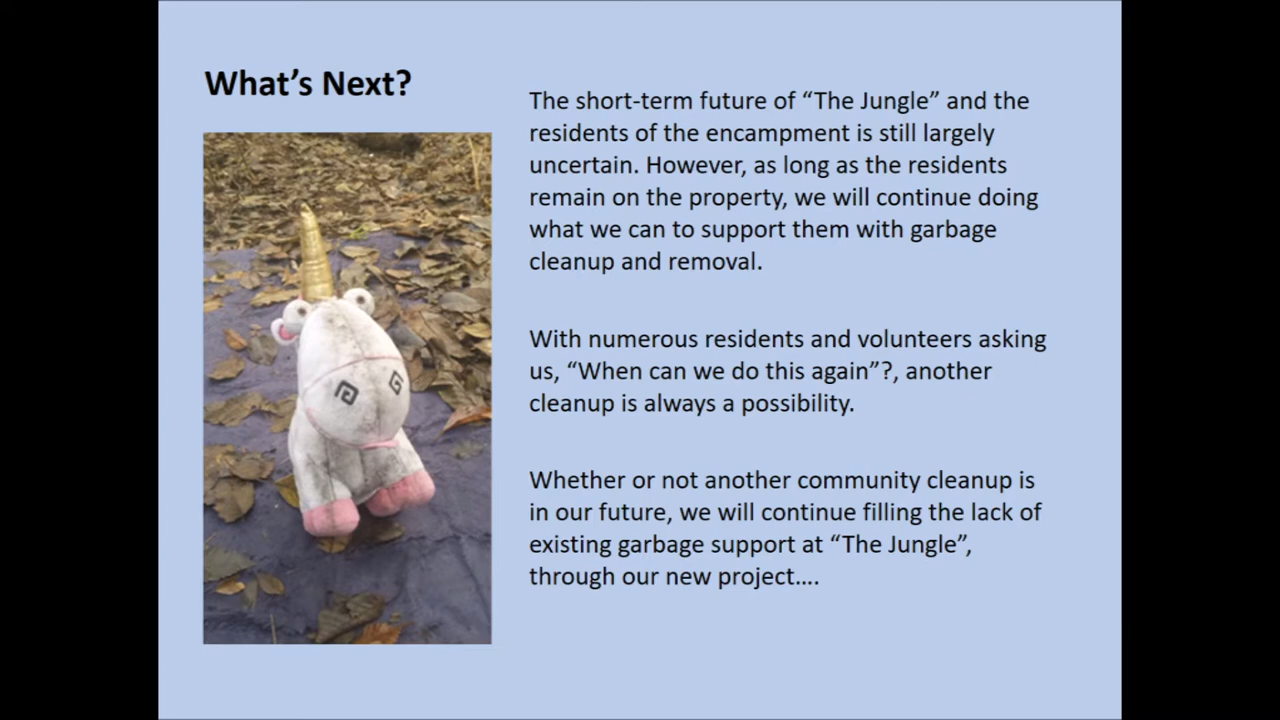 What’s Next?
The short-term future of “The Jungle” and the
residents of the encampment is still largely
uncertain. However, as long as the residents
remain on the property, we will continue doing
what we can to support them with garbage
cleanup and removal.
With numerous residents and volunteers asking
us, “When can we do this again”?, another
cleanup is always a possibility.
Whether or not another community cleanup is
in our future, we will continue filling the lack of
existing garbage support at “The Jungle”,
through our new project....